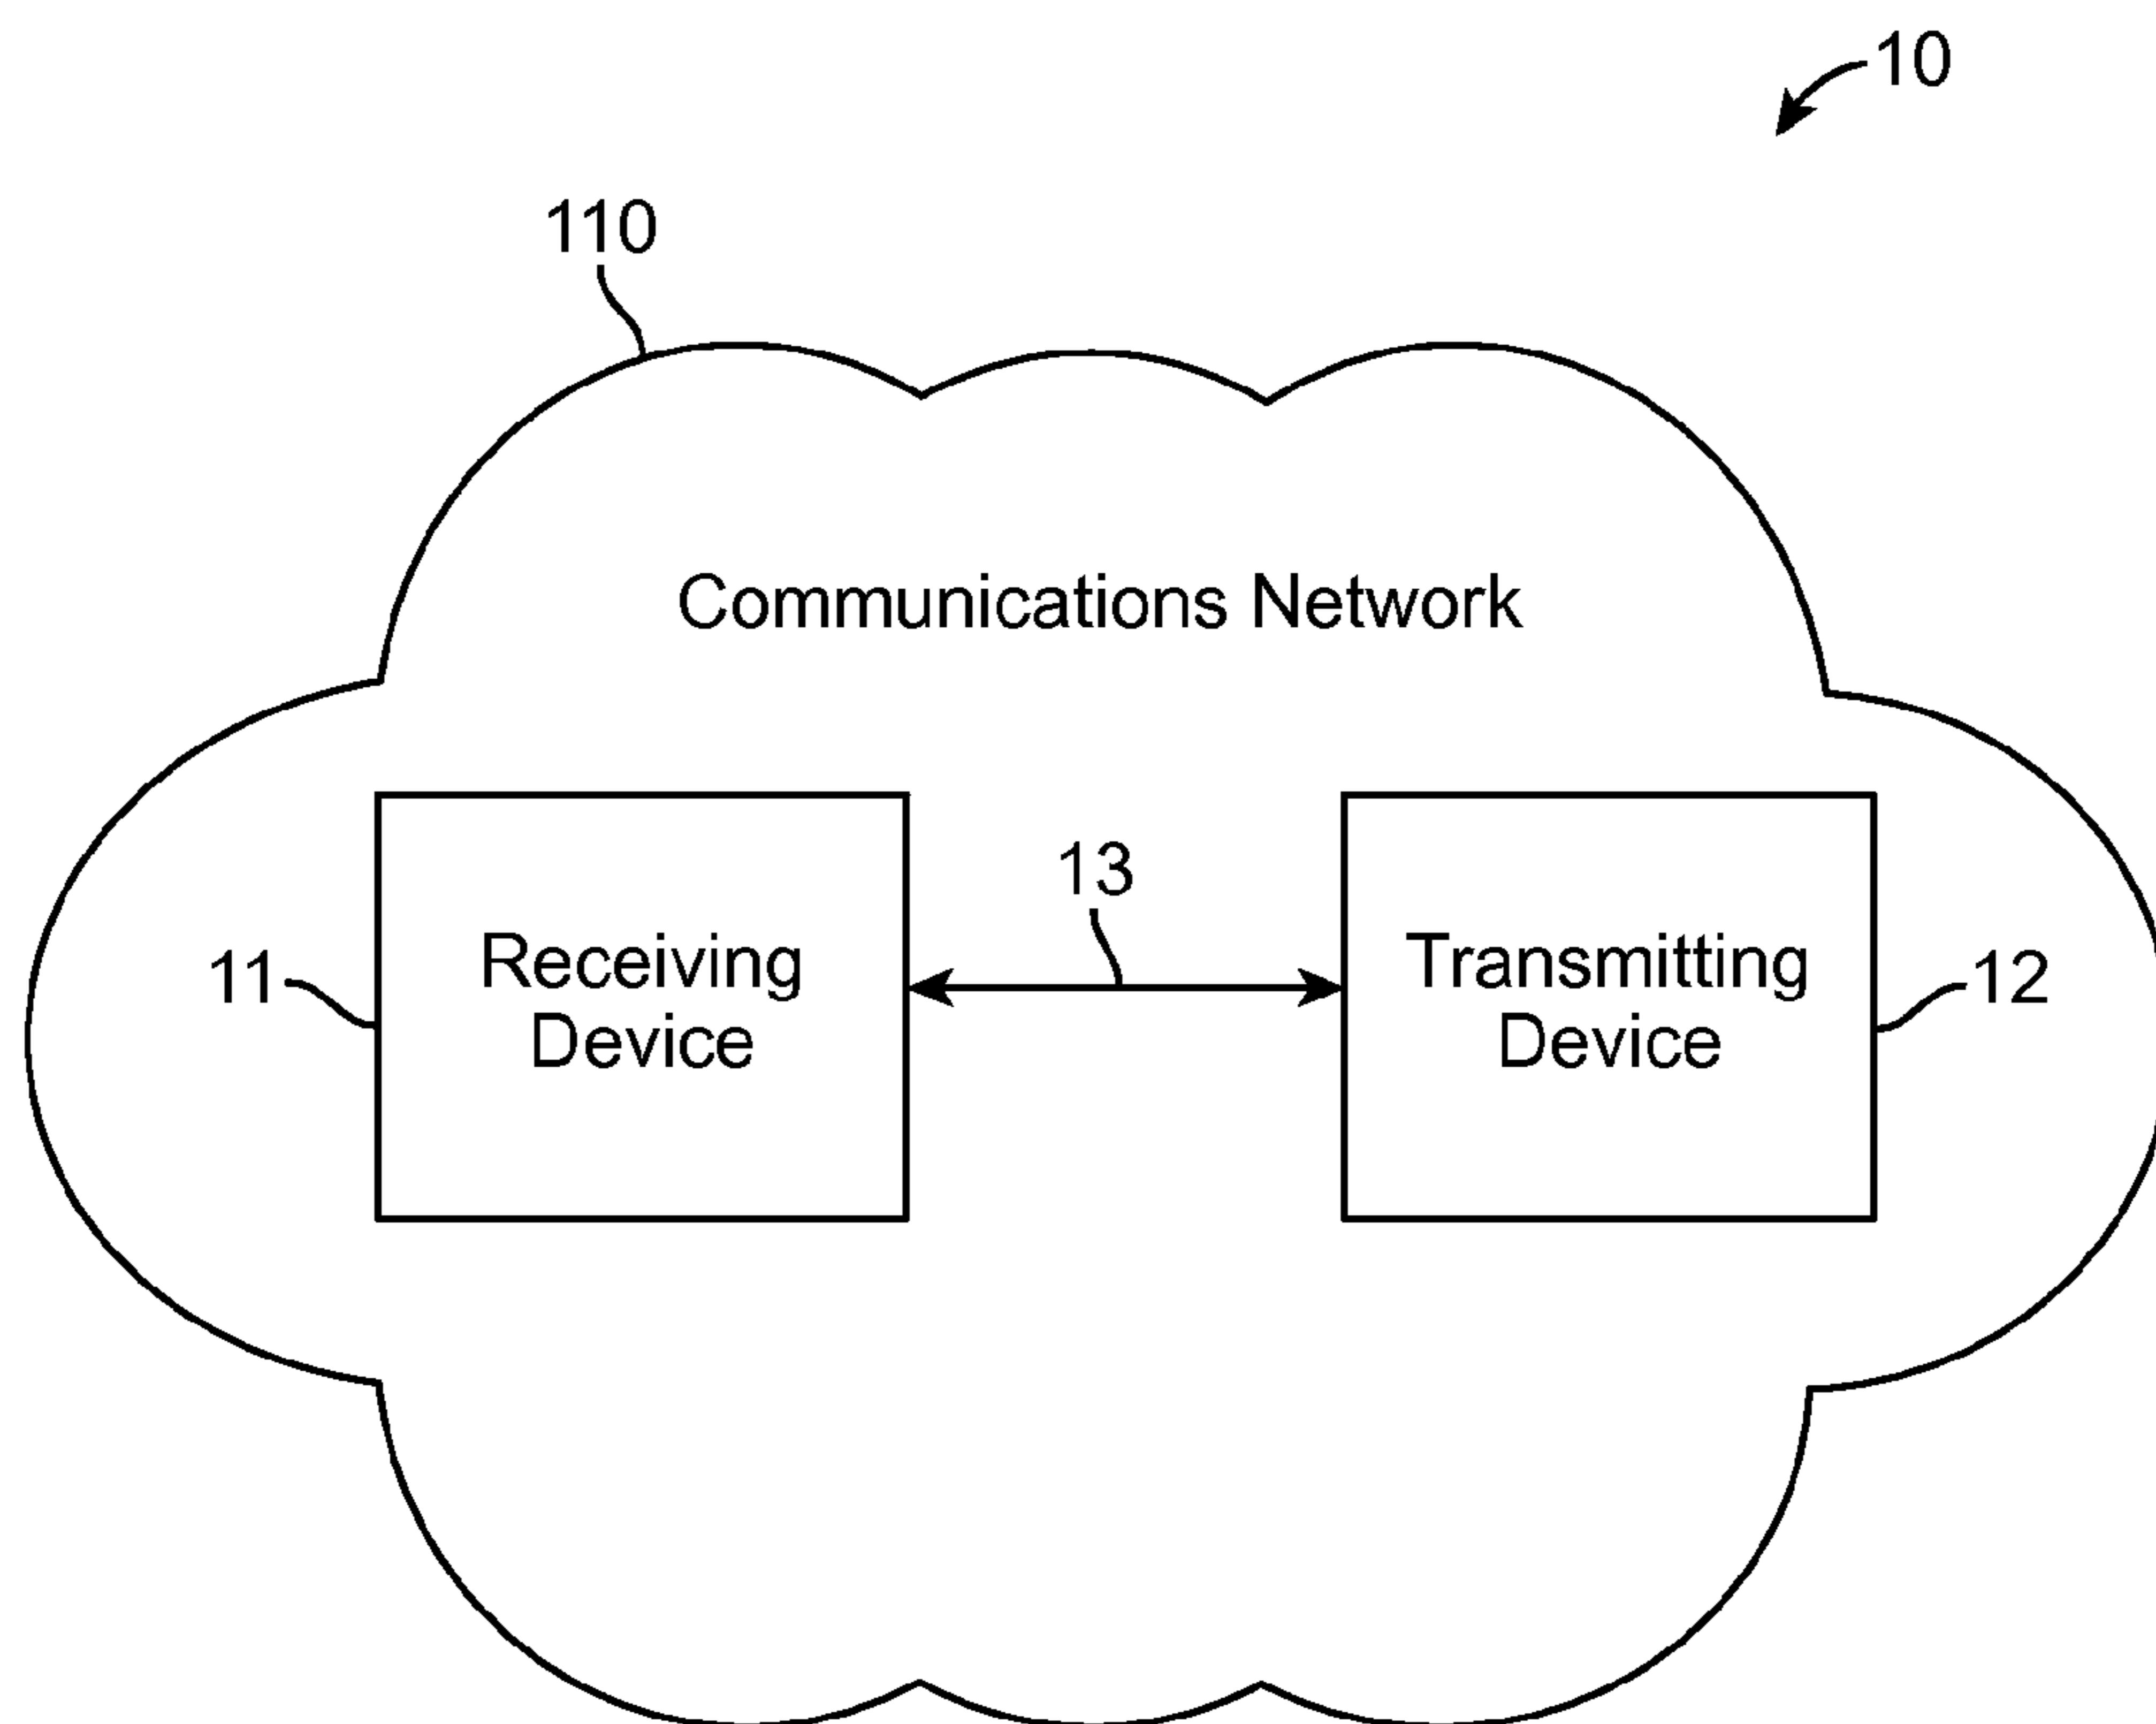 10
110
Communications Network
13
11
Receiving
Device
Transmitting
Device
12